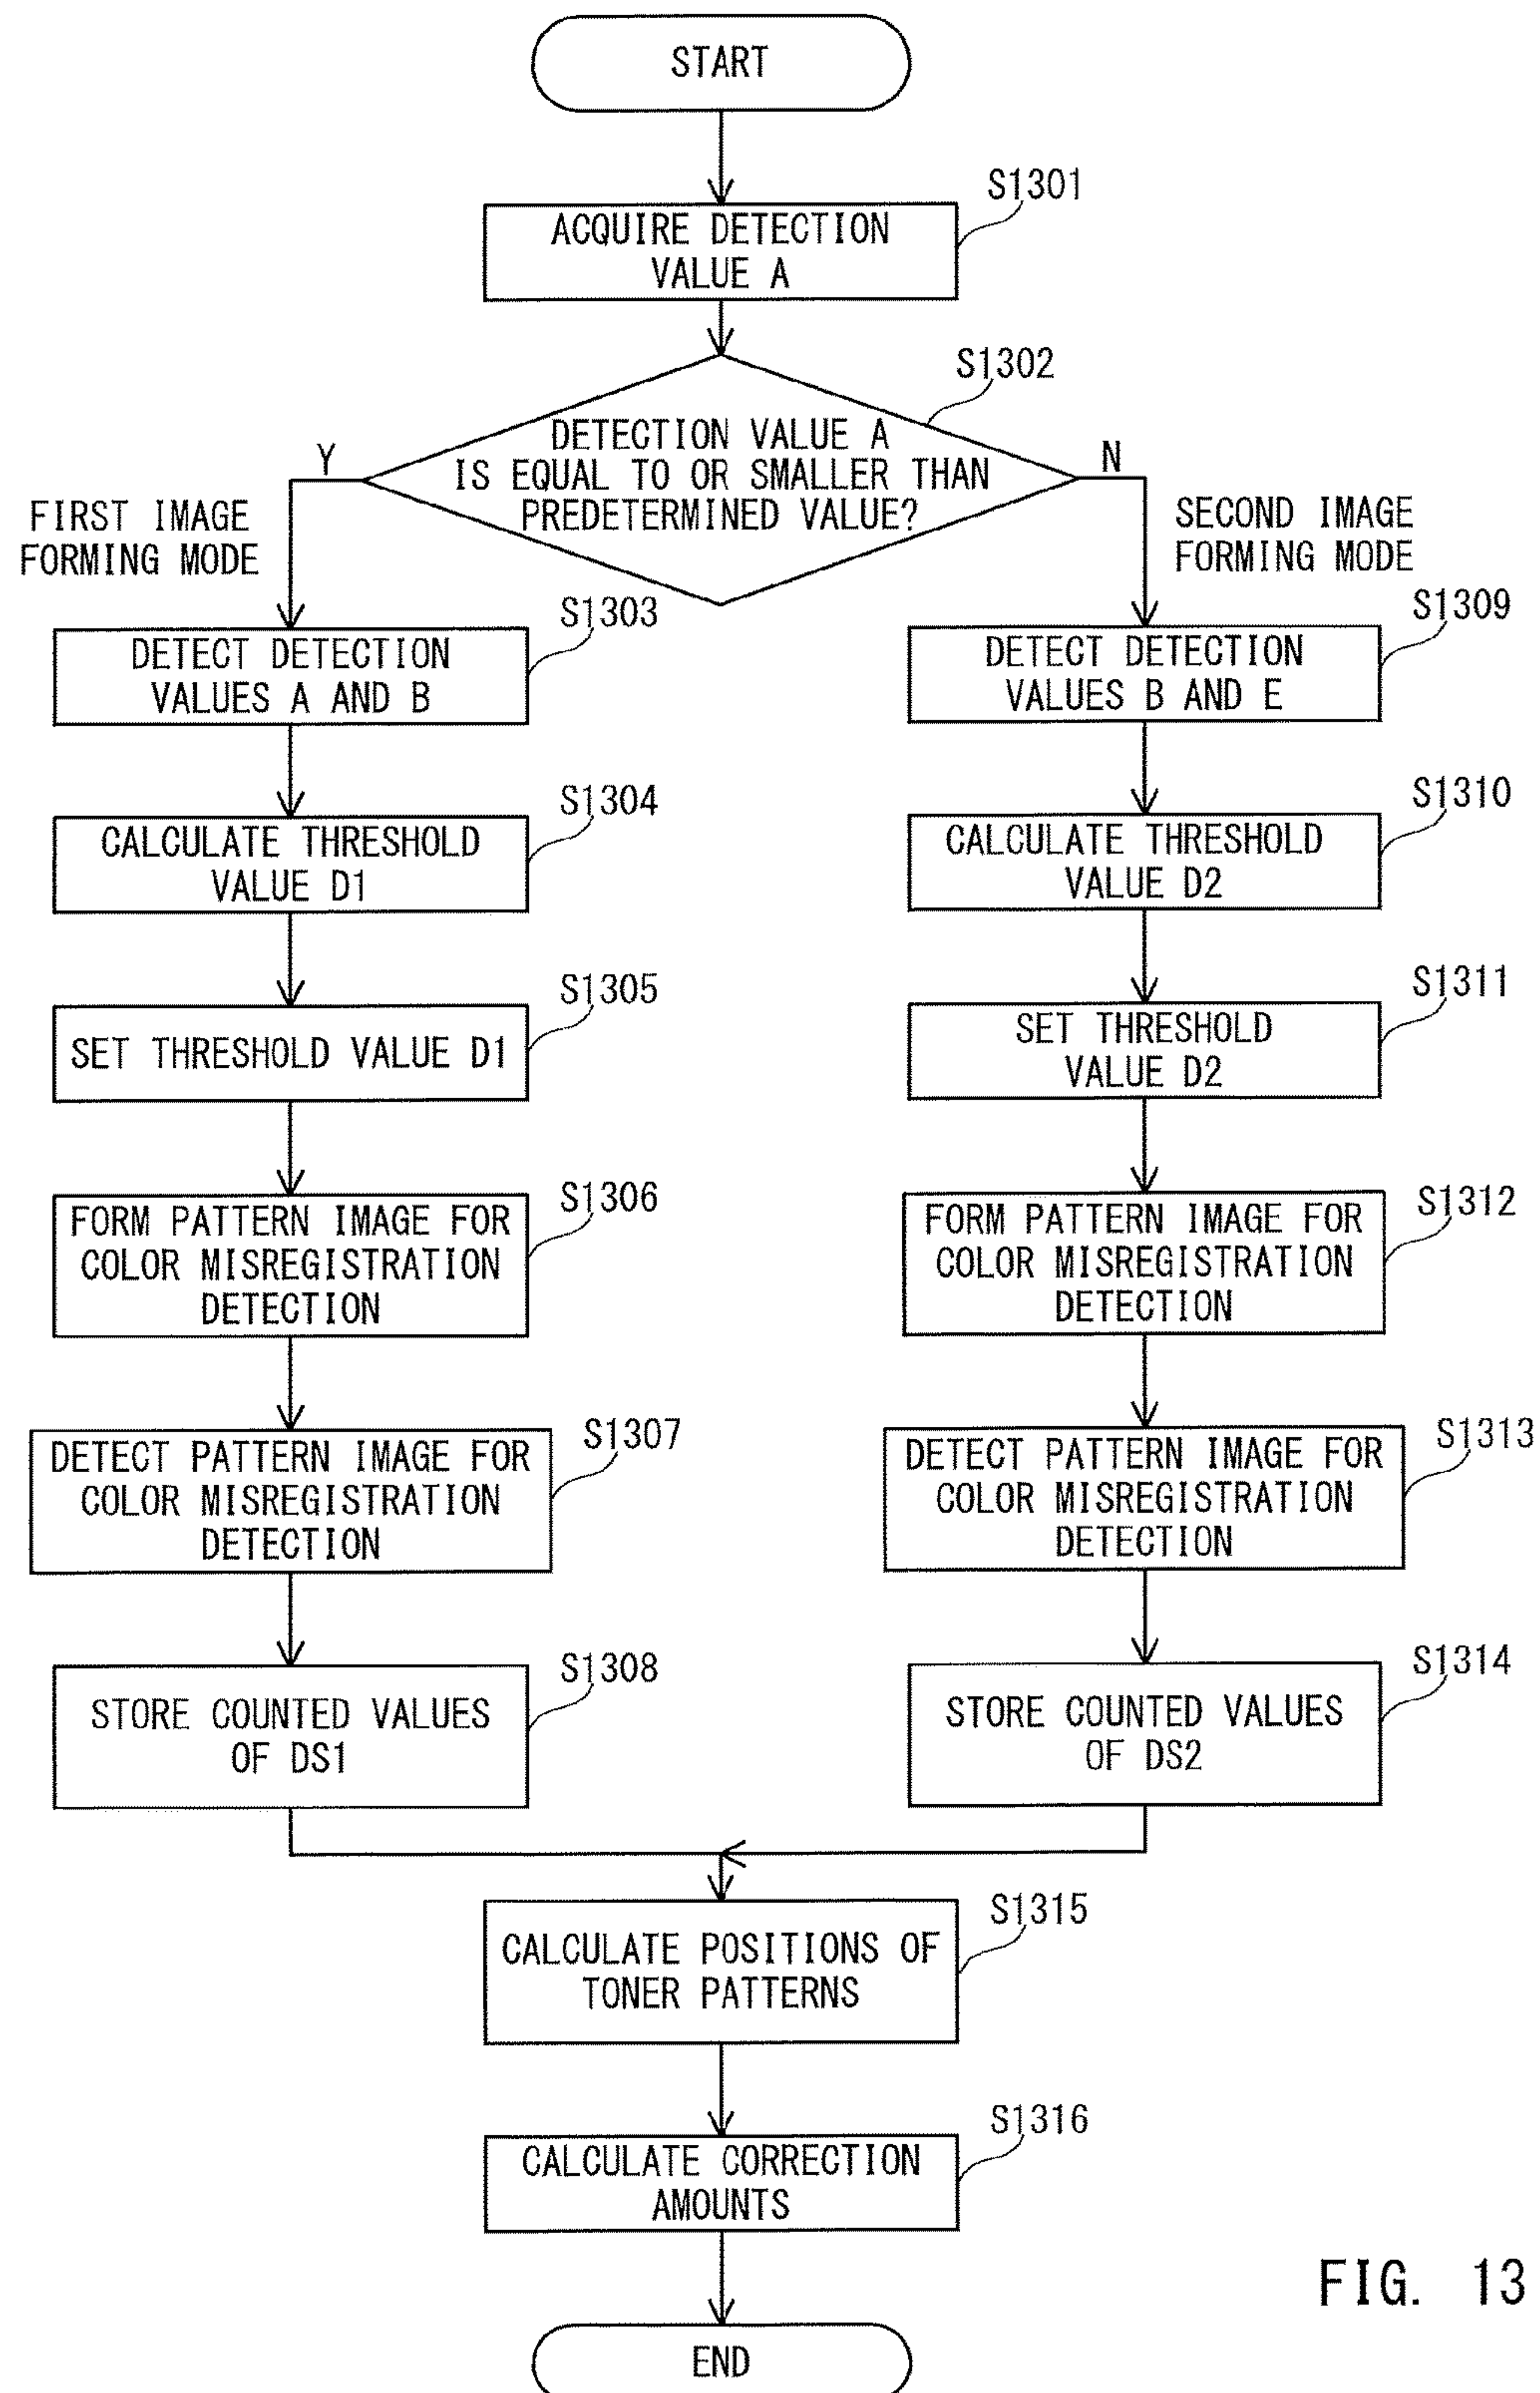 START
S1301
ACQUIRE DETECTION
VALUE A
S1302
DETECTION VALUE A
IS EQUAL TO OR SMALLER THAN
PREDETERMINED VALUE?
Y
N
FIRST IMAGE
FORMING MODE
SECOND IMAGE
FORMING MODE
S1303
DETECT DETECTION
VALUES A AND B
S1304
CALCULATE THRESHOLD
VALUE D1
S1305
SET THRESHOLD VALUE D1
S1306
FORM PATTERN IMAGE FOR
COLOR MISREGISTRATION
DETECTION
S1307
DETECT PATTERN IMAGE FOR
COLOR MISREGISTRATION
DETECTION
S1308
STORE COUNTED VALUES
OF DS1
S1309
DETECT DETECTION
VALUES B AND E
S1310
CALCULATE THRESHOLD
VALUE D2
S1311
SET THRESHOLD
VALUE D2
S1312
FORM PATTERN IMAGE FOR
COLOR MISREGISTRATION
DETECTION
S1313
DETECT PATTERN IMAGE FOR
COLOR MISREGISTRATION
DETECTION
S1314
STORE COUNTED VALUES
OF DS2
S1315
CALCULATE POSITIONS OF
TONER PATTERNS
S1316
CALCULATE CORRECTION
AMOUNTS
END
FIG. 13